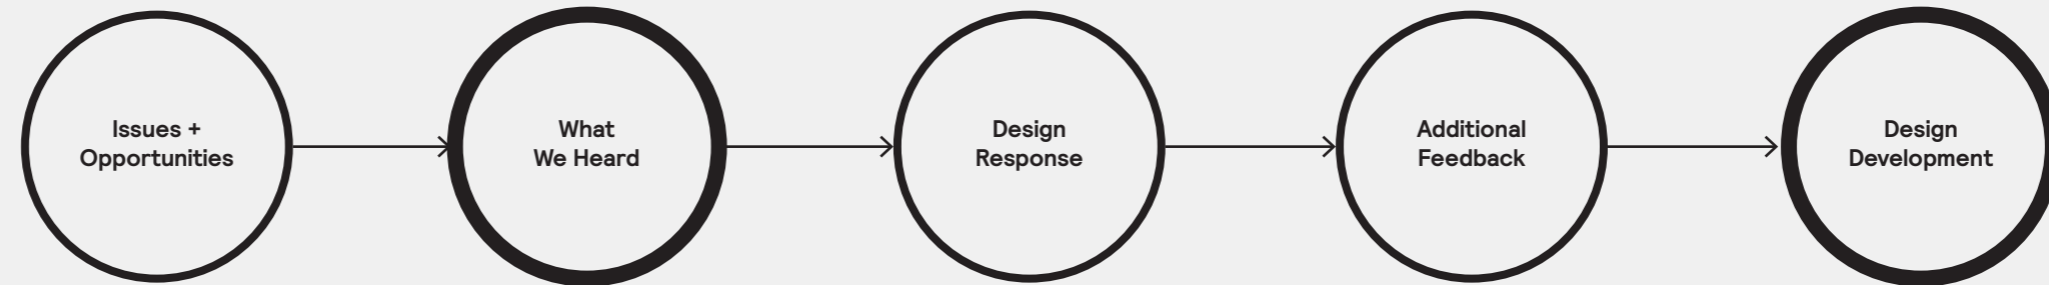 Issues +
Opportunities
What
We Heard
Design
Response
Additional
Feedback
Design
Development